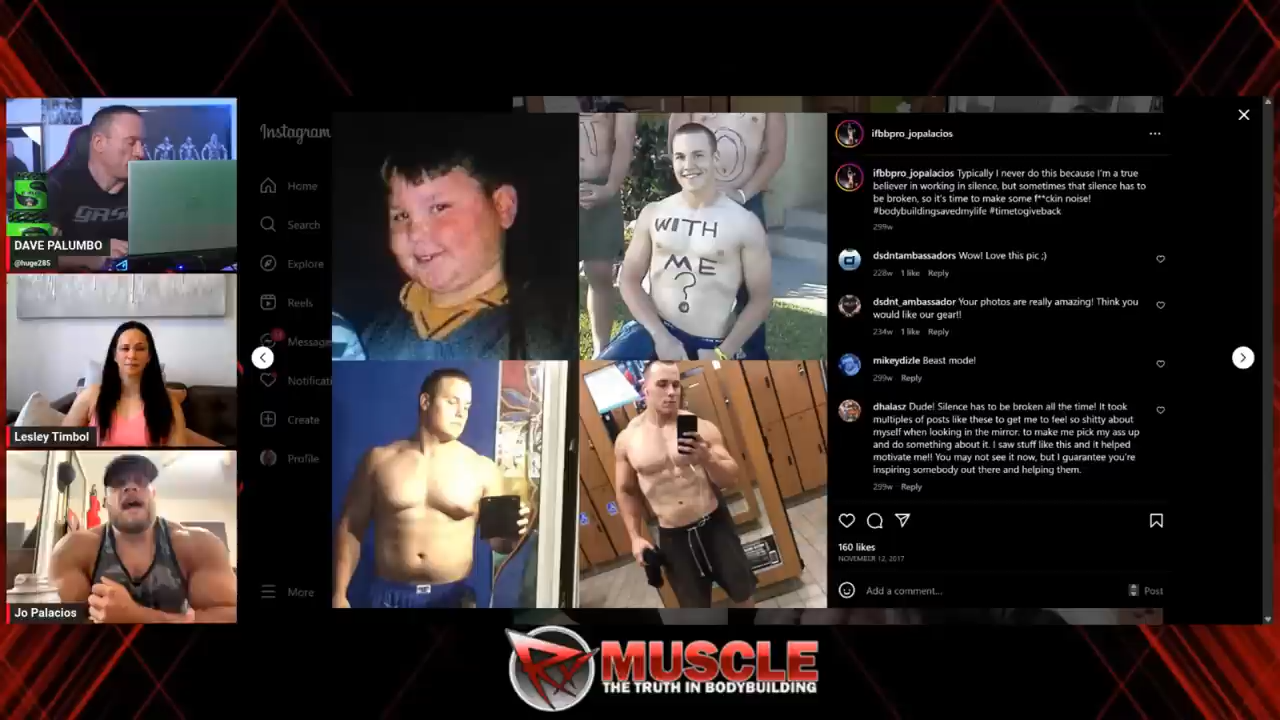 GASP
DAVE PALUMBO
@huge285
Lesley Timbol
Jo Palacios
Instagram
Home
Search
Explore
Reels
Messag
Notificati
Create
Profile
More
WITH
ME
?
ifbbpro_jopalacios
ifbbpro_jopalacios Typically I never do this because I'm a true
believer in working in silence, but sometimes that silence has to
be broken, so it's time to make some f**ckin noise!
#bodybuildingsavedmylife #timetogiveback
299w
dsdntambassadors Wow! Love this pic ;)
228w 1 like Reply
dsdnt_ambassador Your photos are really amazing! Think you
would like our gear!!
234w 1 like Reply
mikeydizle Beast mode!
299w Reply
dhalasz Dude! Silence has to be broken all the time! It took
multiples of posts like these to get me to feel so shitty about
myself when looking in the mirror, to make me pick my ass up
and do something about it. I saw stuff like this and it helped
motivate me!! You may not see it now, but I guarantee you're
inspiring somebody out there and helping them.
299w Reply
160 likes
NOVEMBER 12, 2017
Add a comment...
Post
Rx MUSCLE
THE TRUTH IN BODYBUILDING